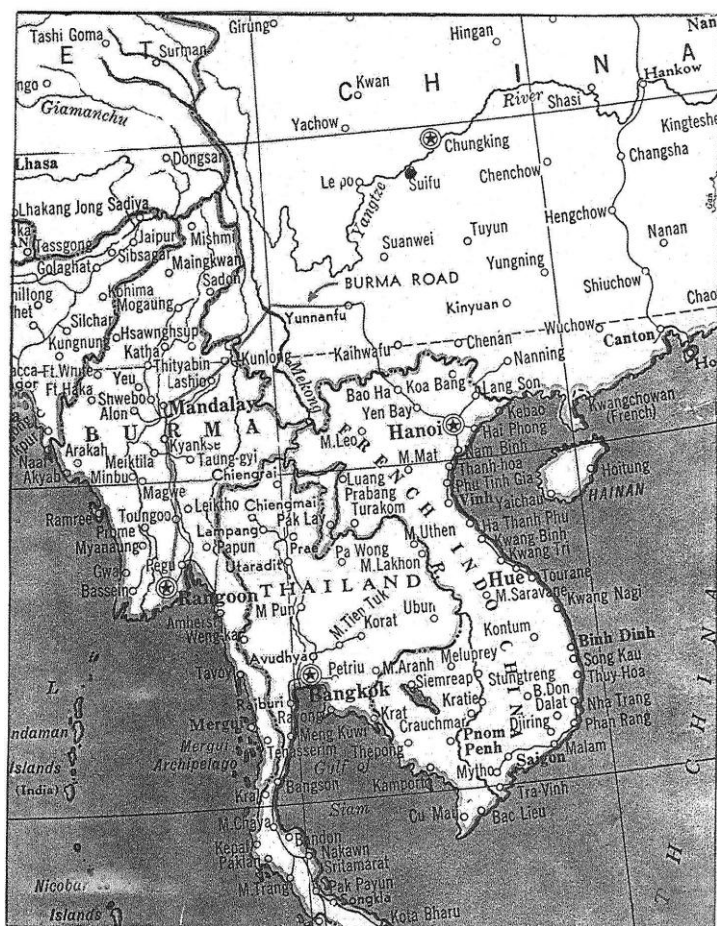 Girung
Hingan
Tashi Goma
Surman
E T
C H I N A
Kwan
Hankow
River
Shasi
Giamanchu
Yachow
Kingteshe
Chungking
Lhasa
Dongsar
Changsha
Chenchow
Le po
Suifu
Yangtze
Lhakang Jong
Sadiya
Hengchow
Tuyun
Jaipur
Mishmi
Suanwei
Nanan
Tassgong
Sibsagar
Golaghat
Maingkwan
Yungning
Sadon
BURMA ROAD
Shiuchow
Kohima
Mogaung
Kinyuan
Yunnanfu
Silchar
Hsawnghsup
Wuchow
Kungnung
Katha
Kaihwafu
Chenan
Canton
Thityabin
Kunlong
Mekong
Nanning
Ft. White
Ft. Haka
Yeu
Lashio
Koa Bang
Bao Ha
Lang Son
Shwebo
Alon
Mandalay
Yen Bay
Kebao
Kwangchowan
(French)
Hanoi
Hai Phong
B U R M A
M. Leo
Nam Binh
Arakah
Kyankse
Akyab
Meiktila
Taung-gyi
M. Mat
Thanh-hoa
Hoitung
Minbu
Chiengrai
Phu Tinh Gia
Luang
Prabang
Vinh
Yaichau
HAINAN
Magwe
Leiktho
Chiengmai
Ramree
Toungoo
Pak Lay
Turakom
Ha Thanh Phu
Prome
Lampang
M. Uthen
Kwang Binh
Myanaung
Papun
Prae
Pa Wong
Kwang Tri
Gwa
Pegu
Utaradit
M. Lakhon
FRENCH INDO CHINA
THAILAND
Hue
Tourane
Bassein
Rangoon
M. Pun
M. Saravane
Kwang Nagi
Amherst
M. Tien Tuk
Ubun
Weng-ka
Korat
Kontum
Binh Dinh
Avudhya
Meluprey
Song Kau
Tavoy
Petriu
M. Aranh
Stungtreng
Thuy Hoa
Siemreap
L
Bangkok
B. Don
Rajburi
Kratie
Dalat
Nha Trang
Mergui
Rayong
Krat
Crauchmar
Djiring
Phan Rang
Mergui
Archipelago
Meng Kuwr
Pnom
Penh
Tenasserim
Thepong
Malam
Islands
(India)
Gulf of
Siam
Saigon
Mytho
Bangson
Kamport
Kraj
Tra-Vinh
Cu Mau
Bac Lieu
M. Chaya
Bandon
Kepal
Nakawn
Sritamarat
Paklan
M. Trang
Pak Payun
Nicobar
Islands
Songkla
Kota Bharu
T H C H I N A